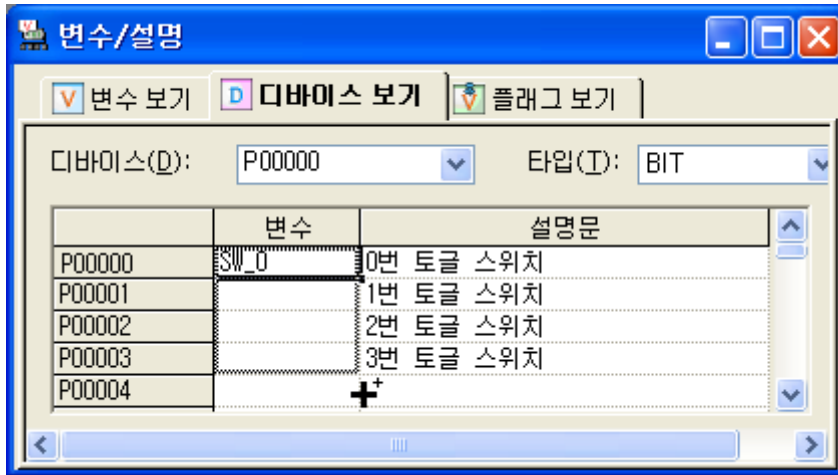 변수/설명
변수 보기 디바이스 보기 플래그 보기
디바이스(D): P00000 타입(T): BIT
변수 설명문
P00000 SW_0 0번 토글 스위치
P00001 1번 토글 스위치
P00002 2번 토글 스위치
P00003 3번 토글 스위치
P00004